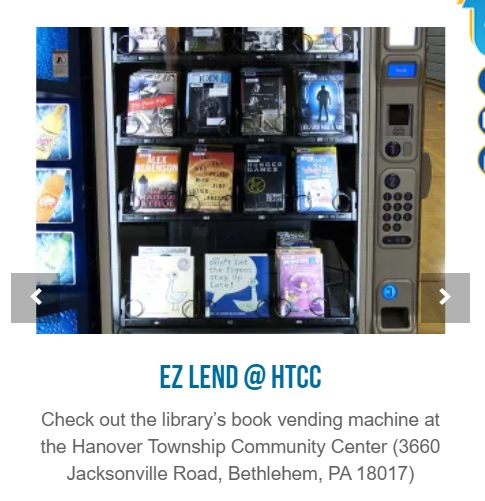 ALEX
BERENSON
HUNGER
GAMES
DON'T LET
THE PIGEON
STAY UP
LATE!
3
EZ LEND @ HTCC
Check out the library's book vending machine at
the Hanover Township Community Center (3660
Jacksonville Road, Bethlehem, PA 18017)